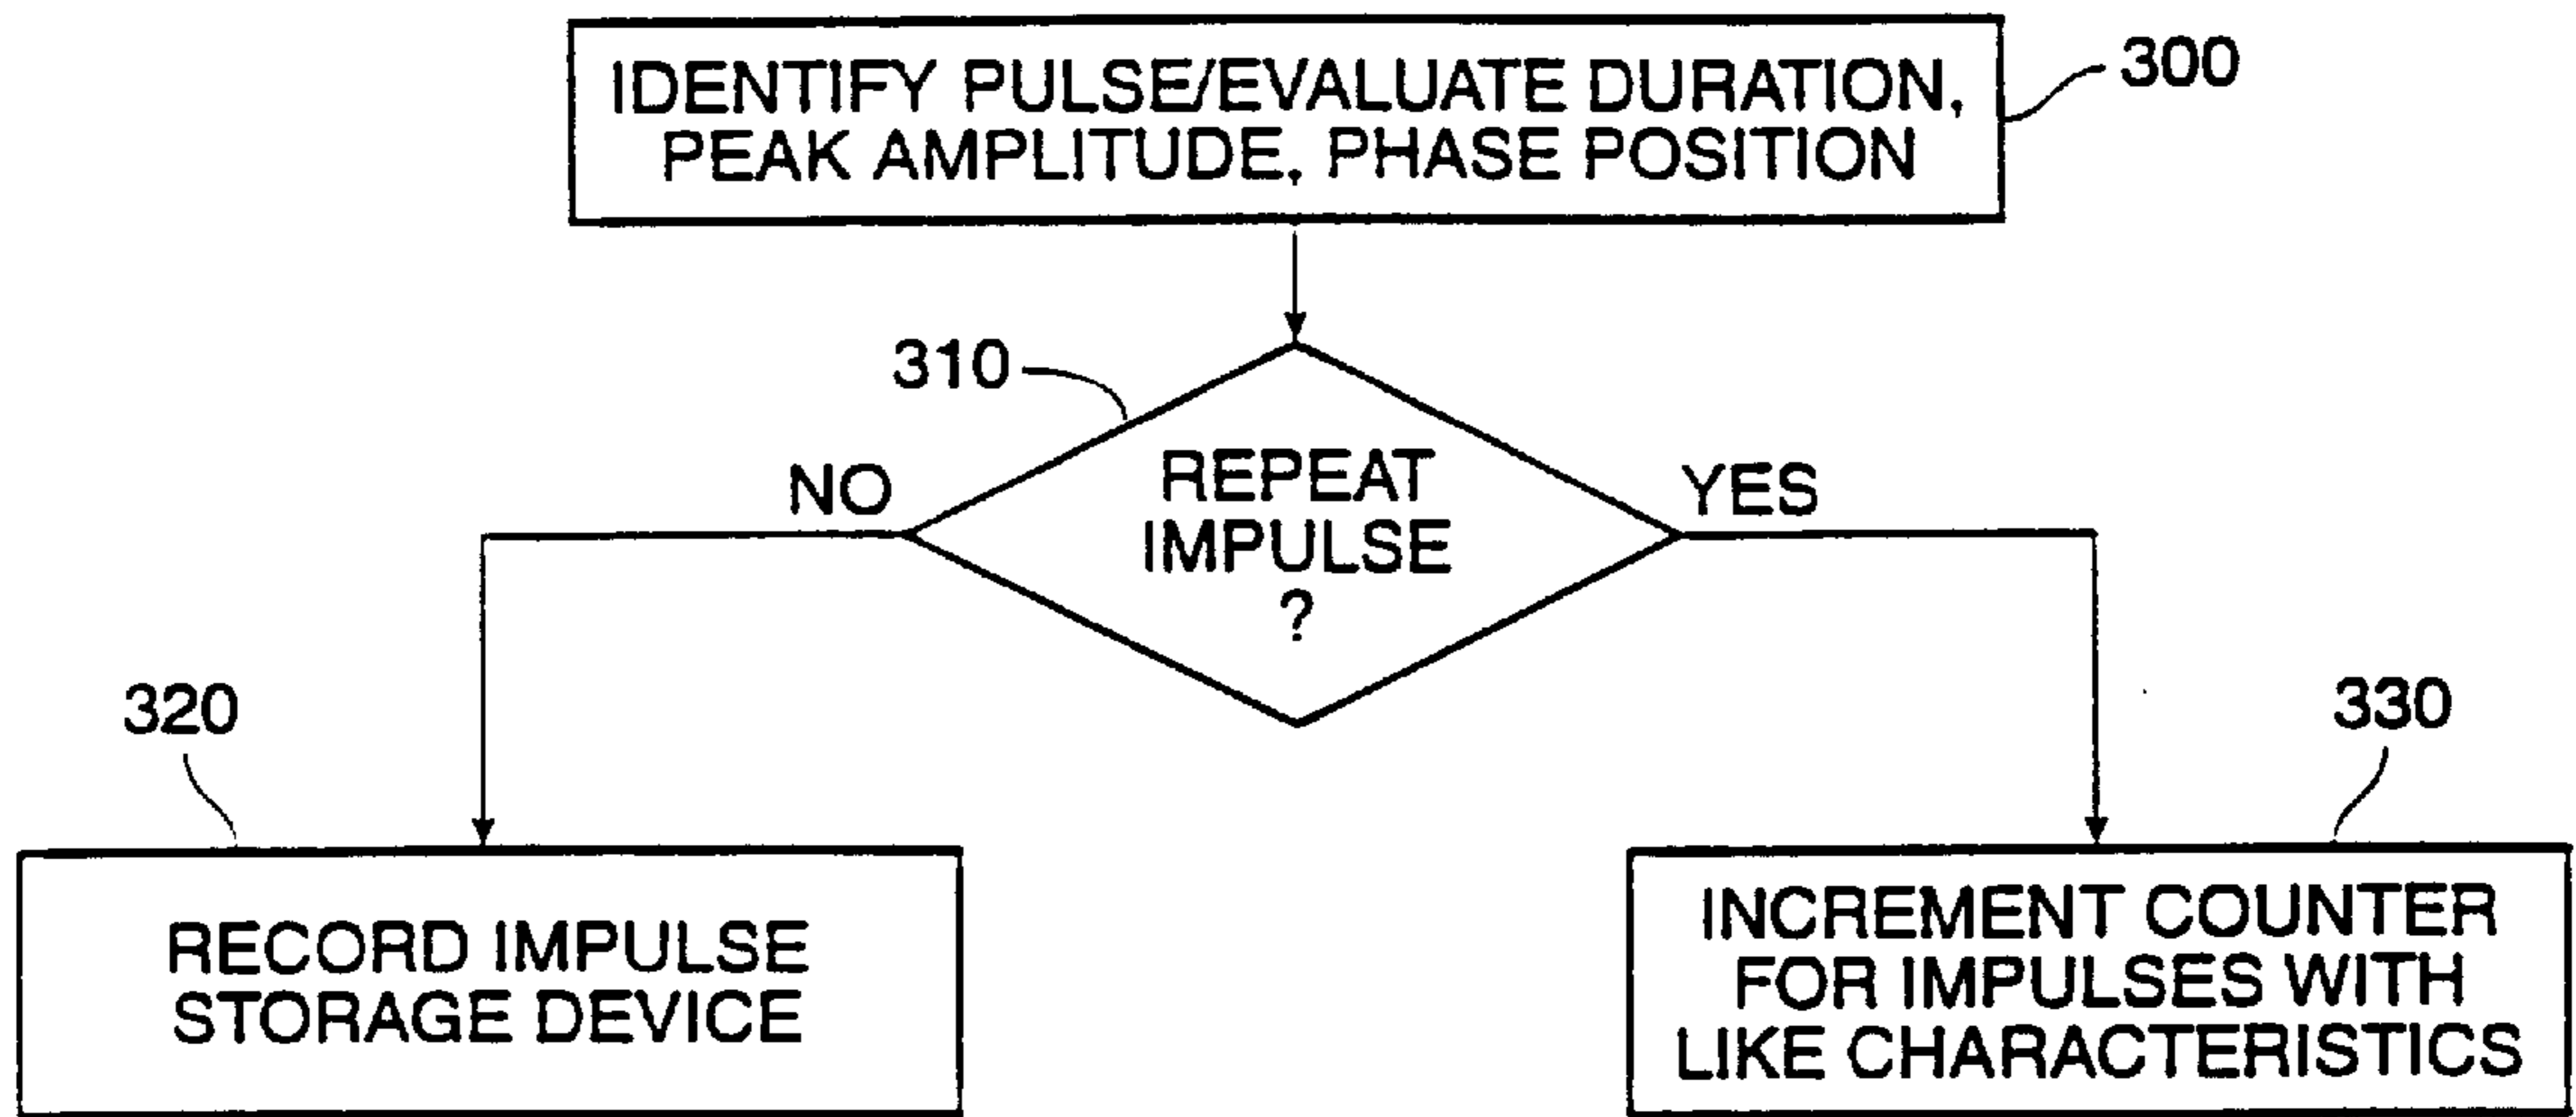 IDENTIFY PULSE/EVALUATE DURATION,
PEAK AMPLITUDE, PHASE POSITION
300
310
NO
REPEAT
IMPULSE
?
YES
320
330
RECORD IMPULSE
STORAGE DEVICE
INCREMENT COUNTER
FOR IMPULSES WITH
LIKE CHARACTERISTICS